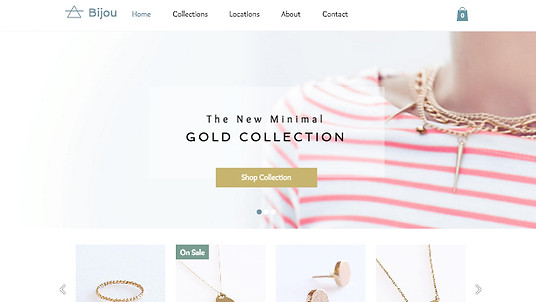 Bijou
Home Collections Locations About Contact
0
The New Minimal
GOLD COLLECTION
Shop Collection
On Sale